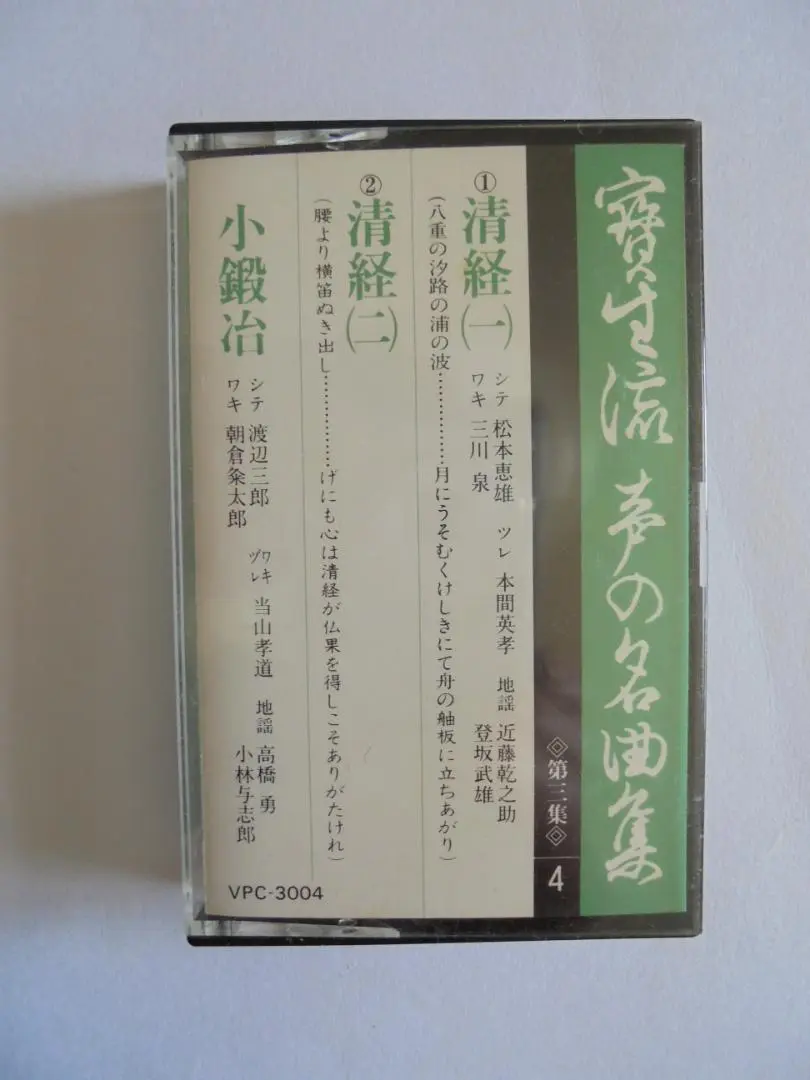 寶生流 声の名曲集
◇第三集◇
4
① 清経(一)
シテ 松本恵雄 ツレ 本間英孝 地謡 近藤乾之助
ワキ 三川 泉 登坂武雄
(八重の汐路の浦の波……………月にうそむくけしきにて舟の舳板に立ちあがり)
② 清経(二)
(腰より横笛ぬき出し……………げにも心は清経が仏果を得しこそありがたけれ)
小鍛冶
シテ 渡辺三郎 ワキヅレ 当山孝道 地謡 高橋 勇
ワキ 朝倉粂太郎 小林与志郎
VPC-3004